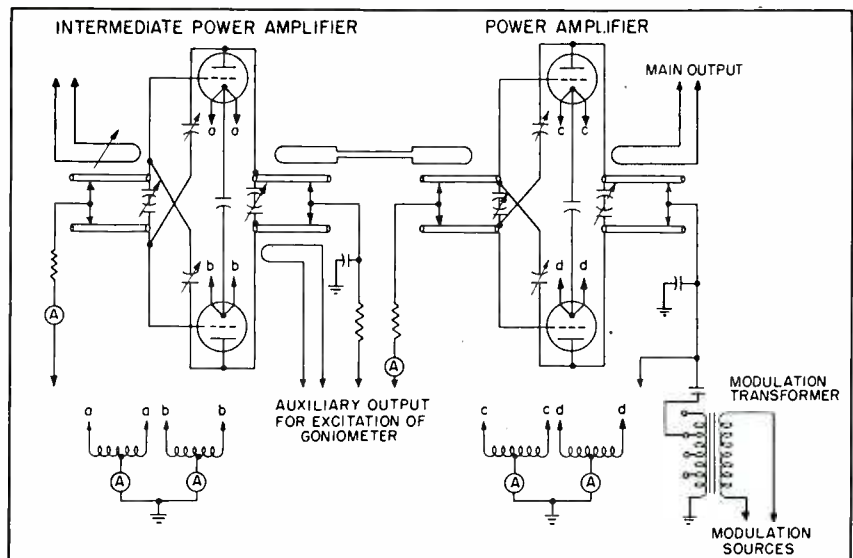 INTERMEDIATE POWER AMPLIFIER
POWER AMPLIFIER
MAIN OUTPUT
a a
c c
b b
d d
A
A
a a b b
c c d d
A A
A A
AUXILIARY OUTPUT
FOR EXCITATION OF
GONIOMETER
MODULATION
TRANSFORMER
MODULATION
SOURCES